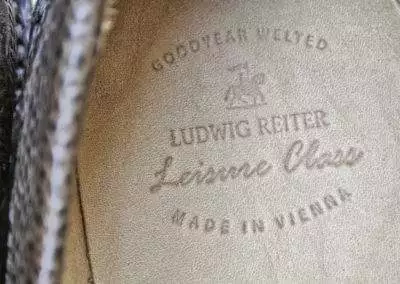 GOODYEAR WELTED
LUDWIG REITER
Leisure Class
MADE IN VIENNA